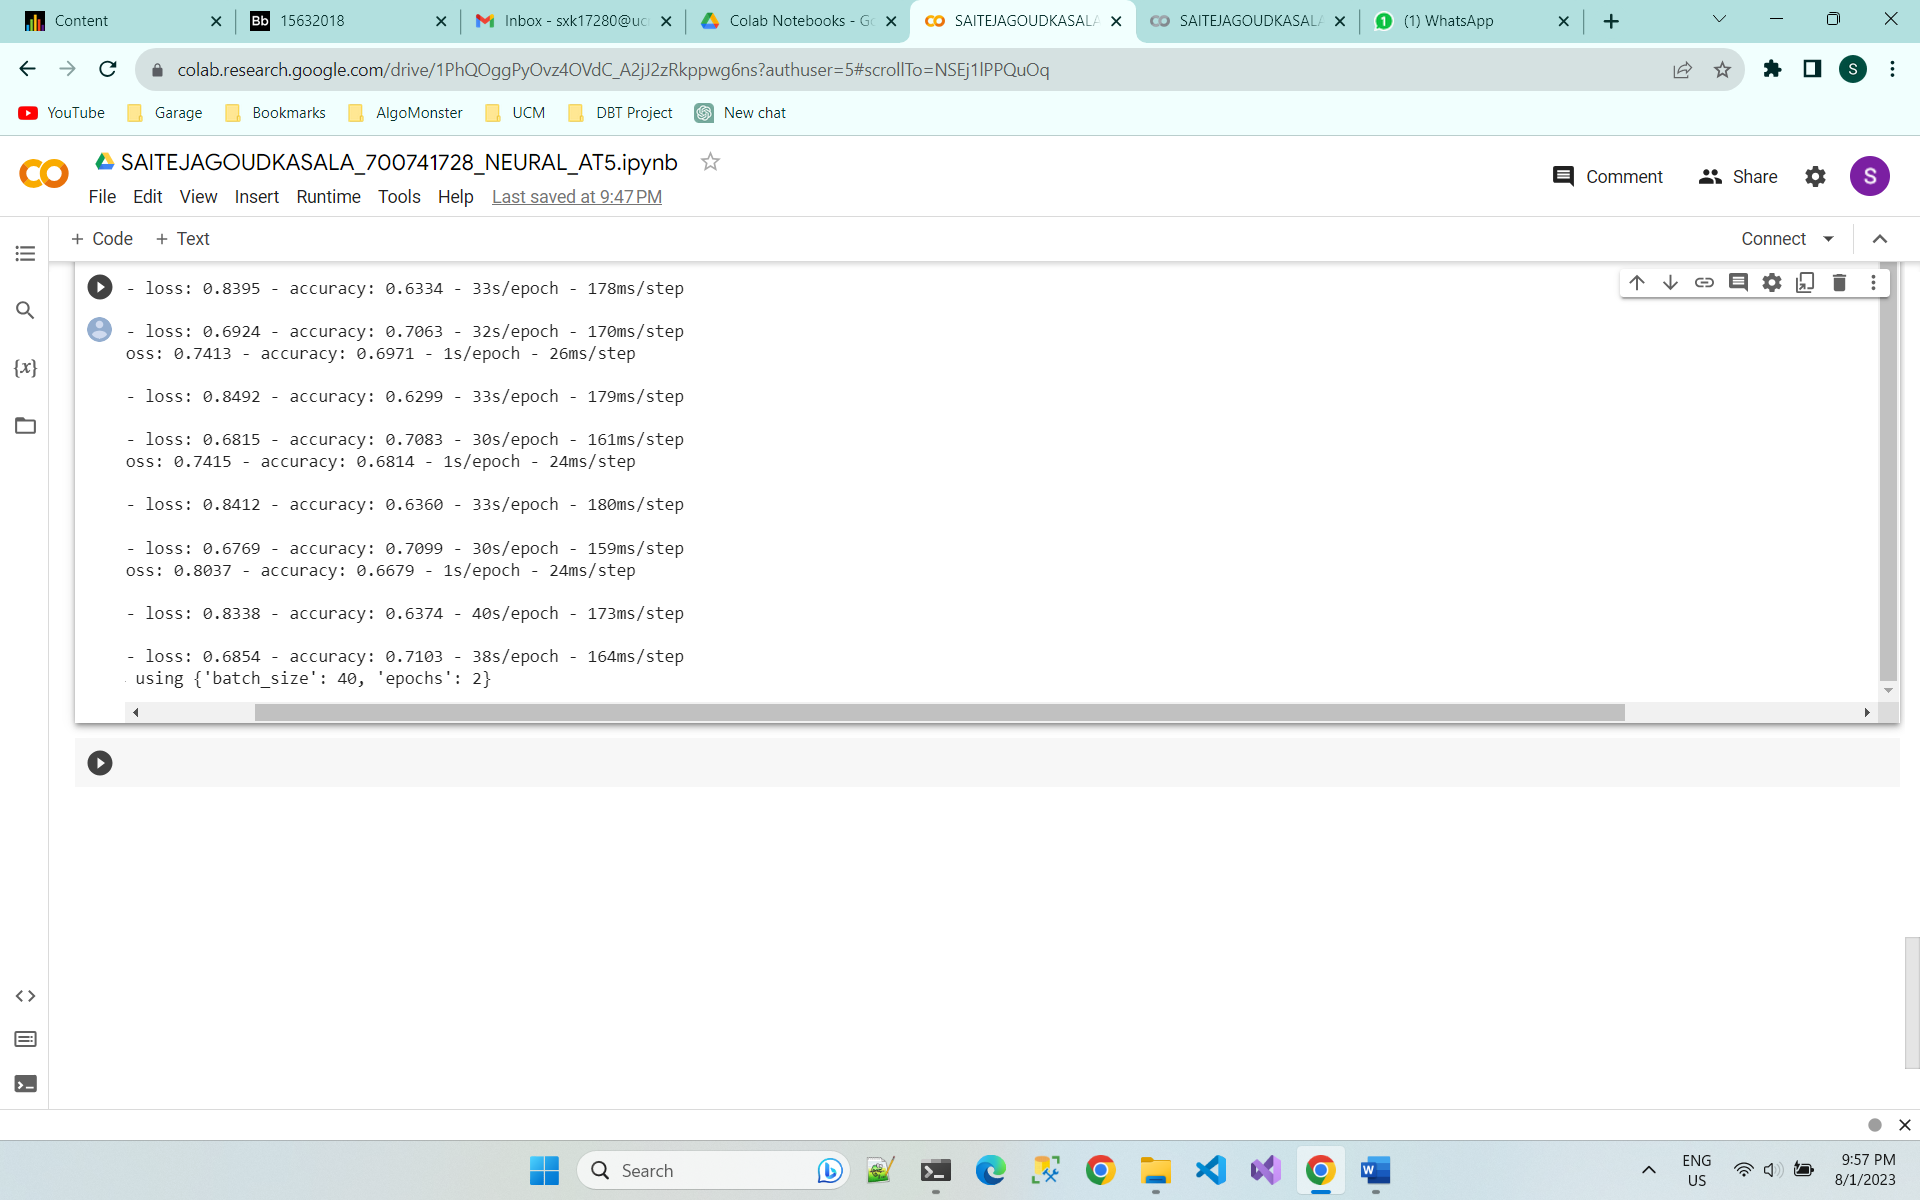 Content
Bb 15632018
Inbox - sxk17280@uc
Colab Notebooks - Go
SAITEJAGOUDKASALA
SAITEJAGOUDKASALA
1 (1) WhatsApp
colab.research.google.com/drive/1PhQOggPyOvz4OVdC_A2jJ2zRkppwg6ns?authuser=5#scrollTo=NSEj1lPPQuOq
S
YouTube
Garage
Bookmarks
AlgoMonster
UCM
DBT Project
New chat
SAITEJAGOUDKASALA_700741728_NEURAL_AT5.ipynb
Comment
Share
S
File Edit View Insert Runtime Tools Help Last saved at 9:47 PM
+ Code + Text
Connect
{x}
- loss: 0.8395 - accuracy: 0.6334 - 33s/epoch - 178ms/step
- loss: 0.6924 - accuracy: 0.7063 - 32s/epoch - 170ms/step
oss: 0.7413 - accuracy: 0.6971 - 1s/epoch - 26ms/step
- loss: 0.8492 - accuracy: 0.6299 - 33s/epoch - 179ms/step
- loss: 0.6815 - accuracy: 0.7083 - 30s/epoch - 161ms/step
oss: 0.7415 - accuracy: 0.6814 - 1s/epoch - 24ms/step
- loss: 0.8412 - accuracy: 0.6360 - 33s/epoch - 180ms/step
- loss: 0.6769 - accuracy: 0.7099 - 30s/epoch - 159ms/step
oss: 0.8037 - accuracy: 0.6679 - 1s/epoch - 24ms/step
- loss: 0.8338 - accuracy: 0.6374 - 40s/epoch - 173ms/step
- loss: 0.6854 - accuracy: 0.7103 - 38s/epoch - 164ms/step
using {'batch_size': 40, 'epochs': 2}
Search
ENG
US
9:57 PM
8/1/2023